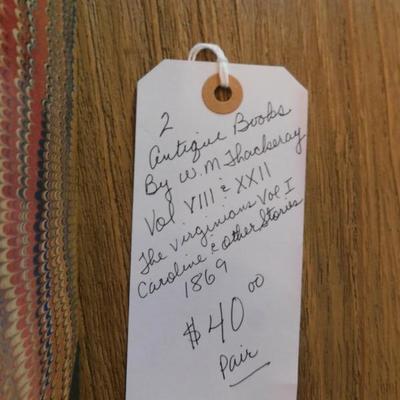 2
Antique Books
By W.M Thackeray
Vol VIII & XXII
The Virginians Vol I
Caroline & Other Stories
1869
$40.00
Pair